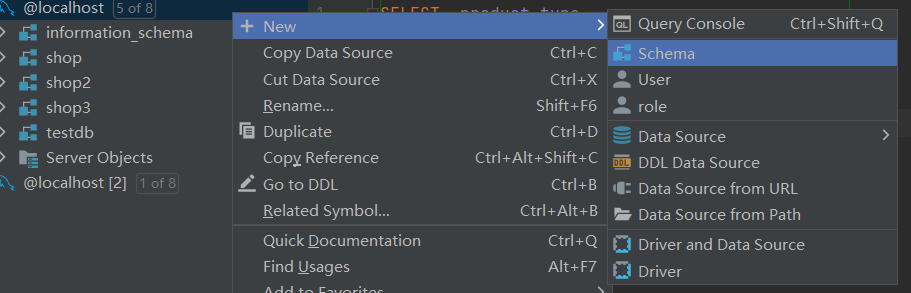 @localhost 5 of 8
information_schema
shop
shop2
shop3
testdb
Server Objects
@localhost [2] 1 of 8
1 SELECT product_type
New
Copy Data Source Ctrl+C
Cut Data Source Ctrl+X
Rename... Shift+F6
Duplicate Ctrl+D
Copy Reference Ctrl+Alt+Shift+C
Go to DDL Ctrl+B
Related Symbol... Ctrl+Alt+B
Quick Documentation Ctrl+Q
Find Usages Alt+F7
Add to Favorites
QL Query Console Ctrl+Shift+Q
Schema
User
role
Data Source
DDL DDL Data Source
Data Source from URL
Data Source from Path
Driver and Data Source
Driver